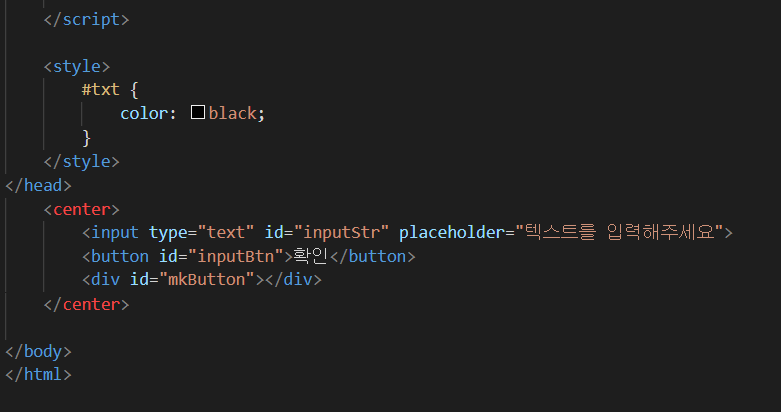 </script>
<style>
#txt {
color: black;
}
</style>
</head>
<center>
<input type="text" id="inputStr" placeholder="텍스트를 입력해주세요">
<button id="inputBtn">확인</button>
<div id="mkButton"></div>
</center>
</body>
</html>